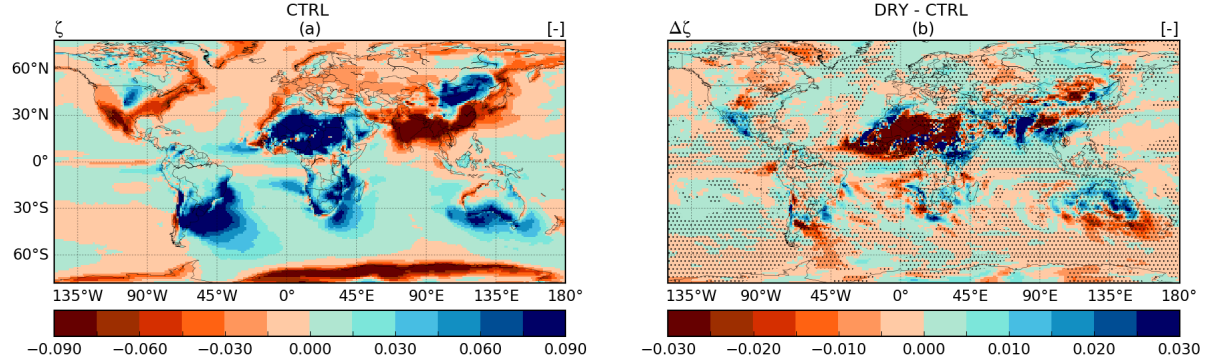 CTRL
ζ (a) [-]
60°N
30°N
0°
30°S
60°S
135°W 90°W 45°W 0° 45°E 90°E 135°E 180°
−0.090 −0.060 −0.030 0.000 0.030 0.060 0.090
DRY - CTRL
Δζ (b) [-]
135°W 90°W 45°W 0° 45°E 90°E 135°E 180°
−0.030 −0.020 −0.010 0.000 0.010 0.020 0.030